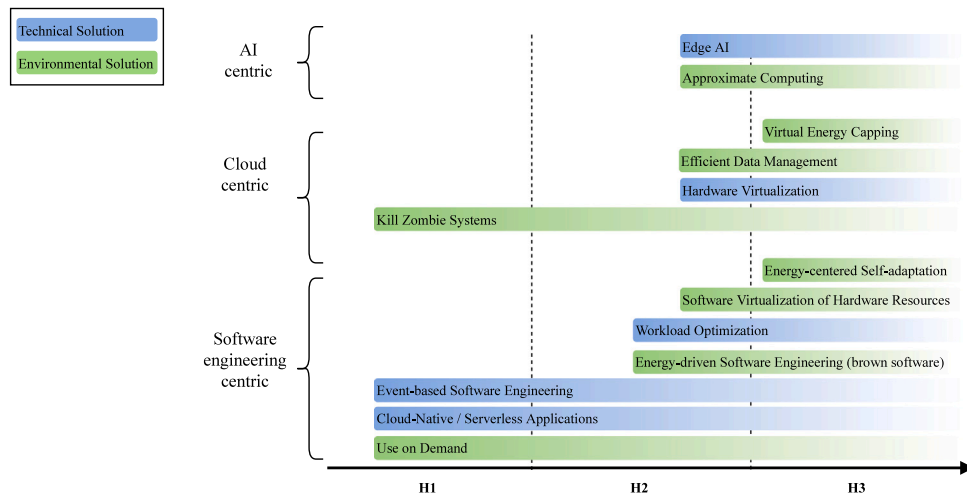 Technical Solution
Environmental Solution
AI
centric
Edge AI
Approximate Computing
Cloud
centric
Virtual Energy Capping
Efficient Data Management
Hardware Virtualization
Kill Zombie Systems
Software
engineering
centric
Energy-centered Self-adaptation
Software Virtualization of Hardware Resources
Workload Optimization
Energy-driven Software Engineering (brown software)
Event-based Software Engineering
Cloud-Native / Serverless Applications
Use on Demand
H1 H2 H3